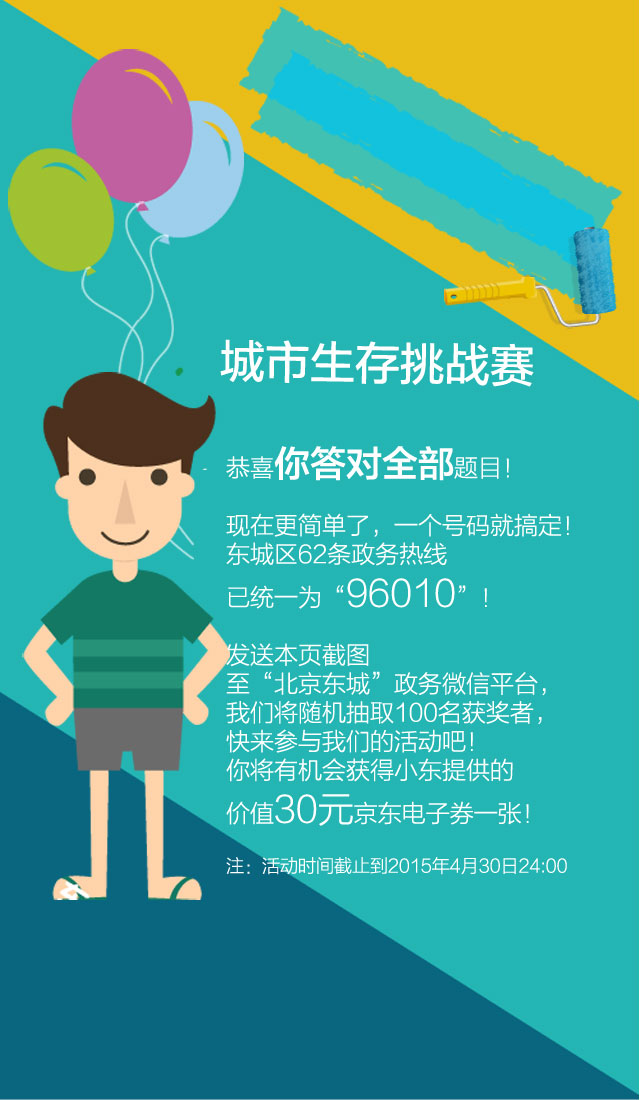 城市生存挑战赛
恭喜你答对全部题目！
现在更简单了，一个号码就搞定！
东城区62条政务热线
已统一为“96010”！
发送本页截图
至“北京东城”政务微信平台，
我们将随机抽取100名获奖者，
快来参与我们的活动吧！
你将有机会获得小东提供的
价值30元京东电子券一张！
注：活动时间截止到2015年4月30日24:00